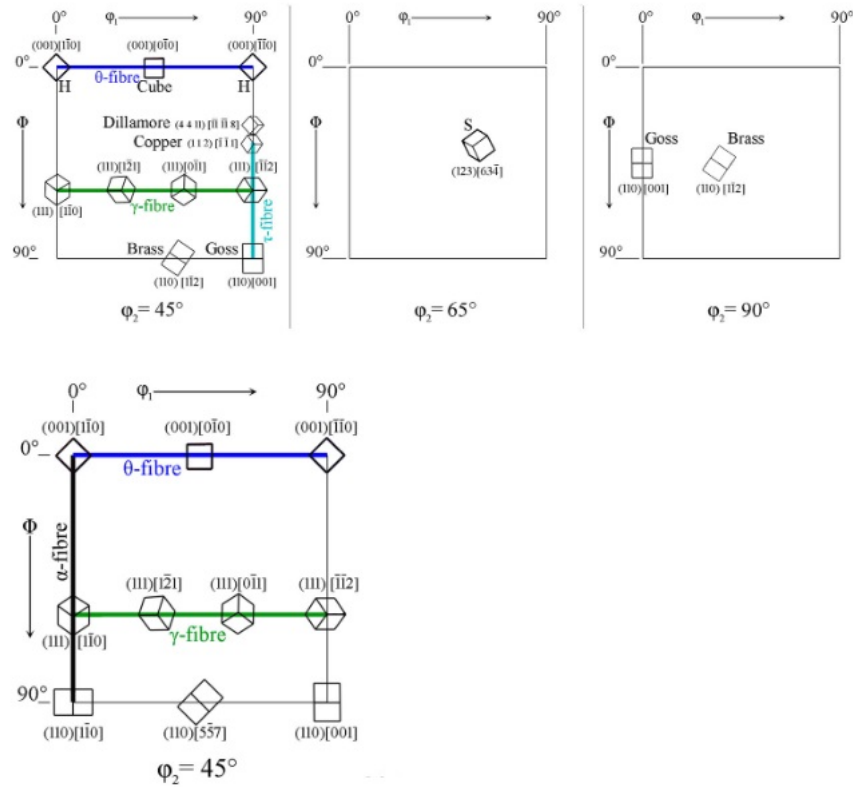 0° φ₁ 90°
(001)[11̄0] (001)[01̄0] (001)[1̄1̄0]
0°
θ-fibre
H Cube H
Φ
Dillamore (4 4 11) [1̄1̄ 1̄1̄ 8]
Copper (1 1 2) [1̄ 1̄ 1]
(111)[12̄1] (111)[01̄1] (111) [1̄1̄2]
γ-fibre
(111) [11̄0]
τ-fibre
90°
Brass Goss
(110) [11̄2] (110)[001]
φ₂= 45°
0° φ₁ 90°
0°
Φ
S
(123)[634̄]
90°
φ₂= 65°
0° φ₁ 90°
0°
Φ
Goss Brass
(110)[001] (110) [11̄2]
90°
φ₂= 90°
0° φ₁ 90°
(001)[11̄0] (001)[01̄0] (001)[1̄1̄0]
0°
θ-fibre
Φ
α-fibre
(111)[12̄1] (111)[01̄1] (111) [1̄1̄2]
γ-fibre
(111) [11̄0]
90°
(110)[11̄0] (110)[55̄7] (110)[001]
φ₂= 45°